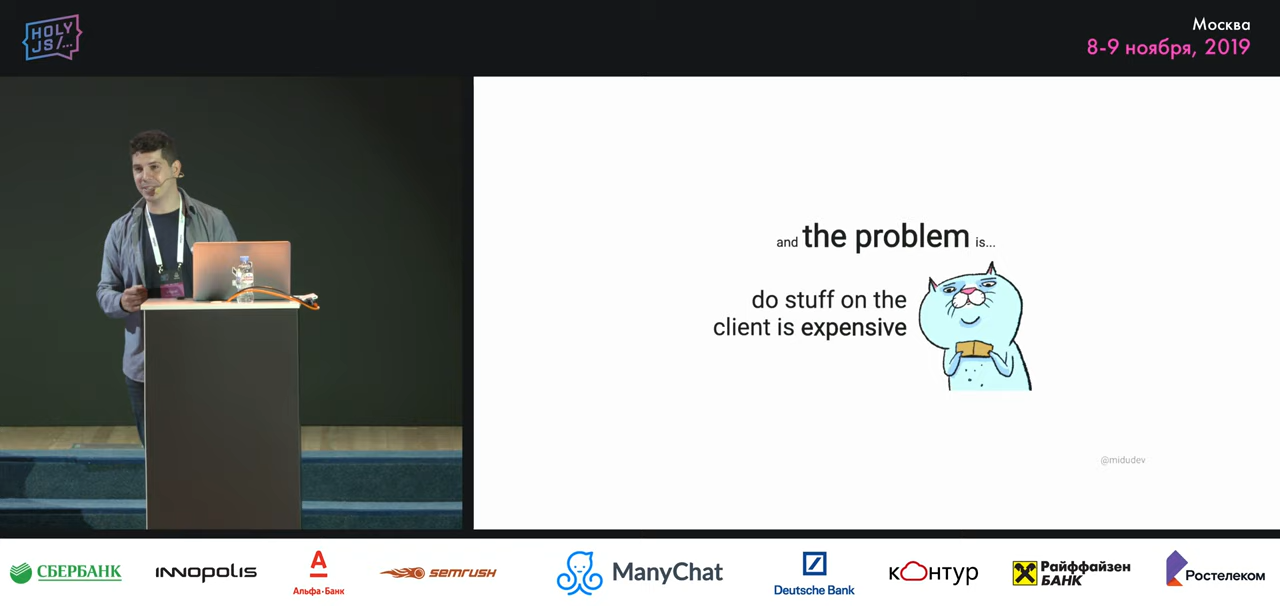 HOLY
JS/...
Москва
8-9 ноября, 2019
and the problem is...
do stuff on the
client is expensive
@midudev
СБЕРБАНК
INNOPOLIS
А
Альфа·Банк
SEMRUSH
ManyChat
Deutsche Bank
контур
Райффайзен
БАНК
Ростелеком